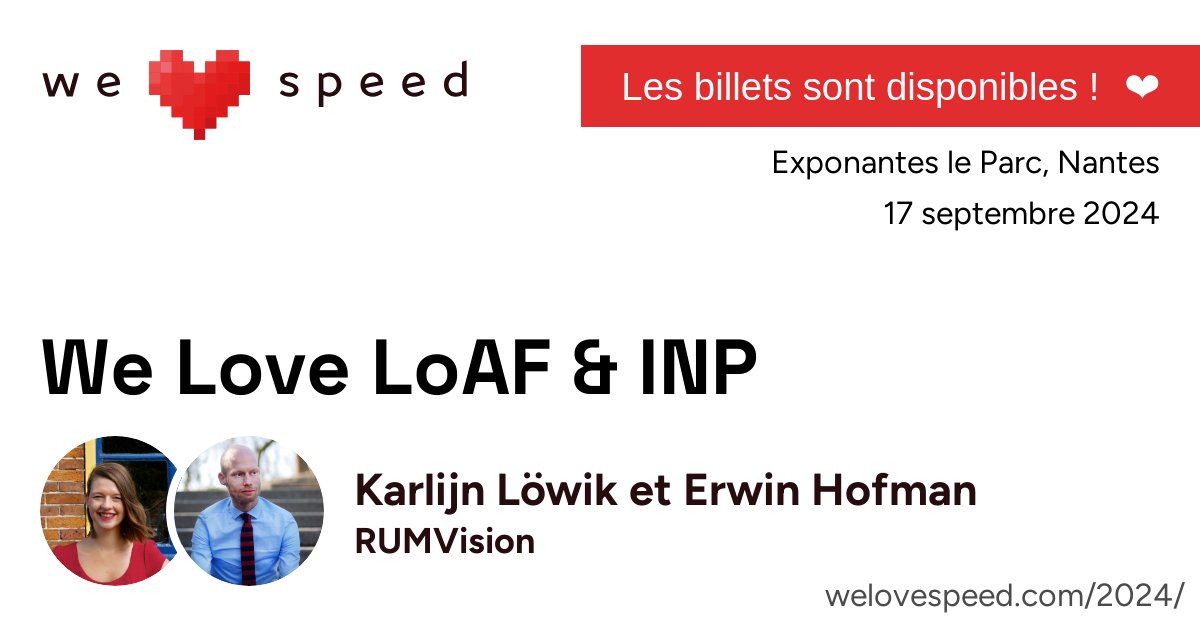 we speed
Les billets sont disponibles ! ❤
Exponantes le Parc, Nantes
17 septembre 2024
We Love LoAF & INP
Karlijn Löwik et Erwin Hofman
RUMVision
welovespeed.com/2024/